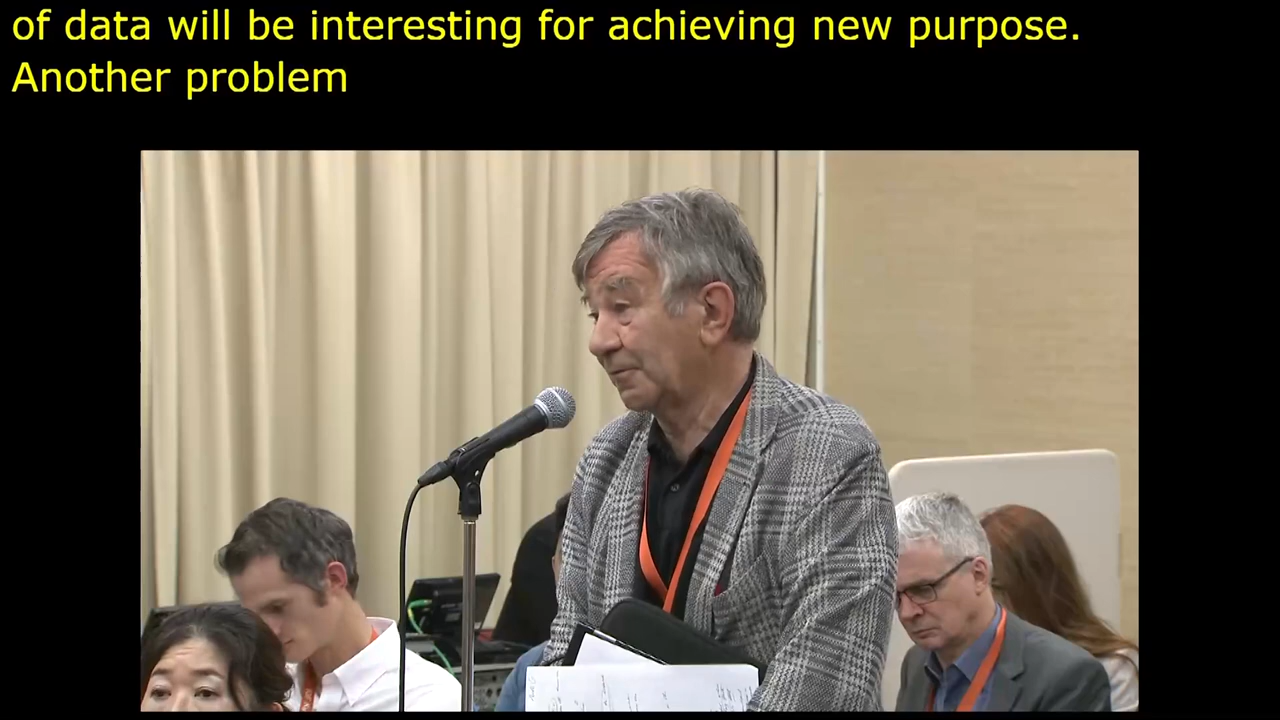 of data will be interesting for achieving new purpose.
Another problem